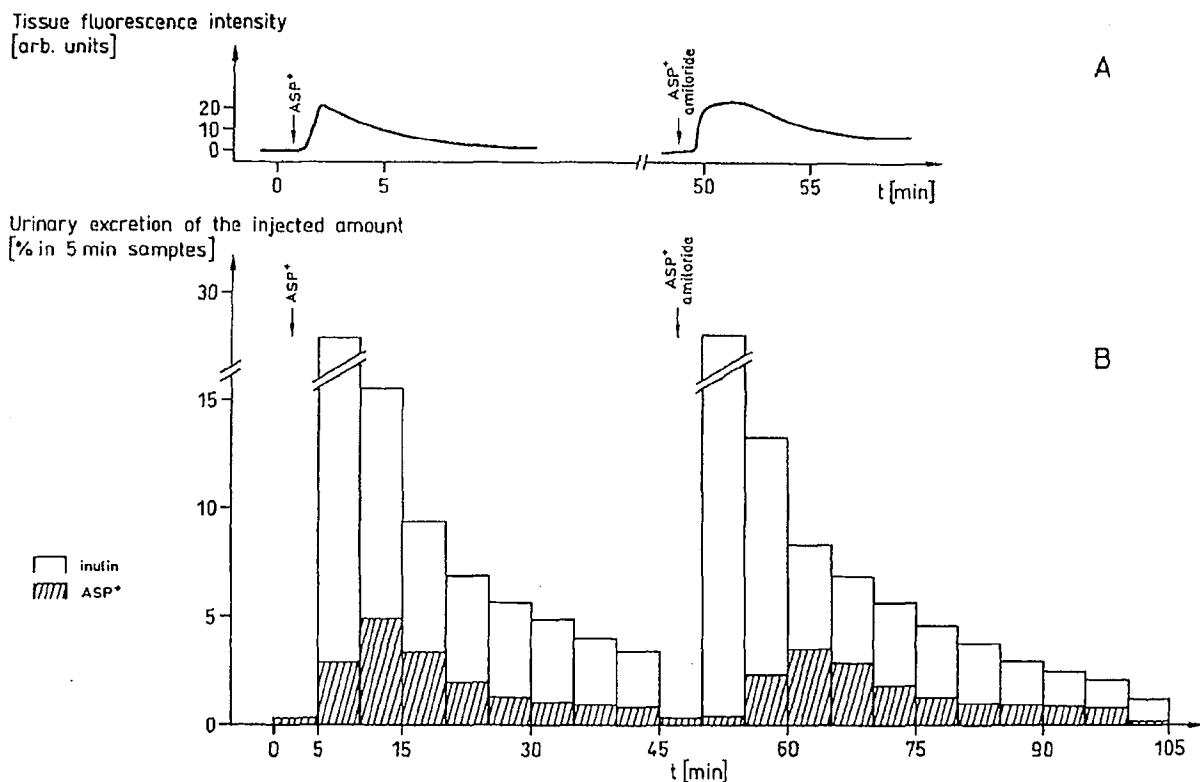 Tissue fluorescence intensity
[arb. units]
A
ASP⁺
ASP⁺
amiloride
20
10
0
0 5 50 55
t [min]
Urinary excretion of the injected amount
[% in 5 min samples]
B
ASP⁺
ASP⁺
amiloride
30
15
10
5
0
inulin
ASP⁺
0 5 15 30 45 60 75 90 105
t [min]